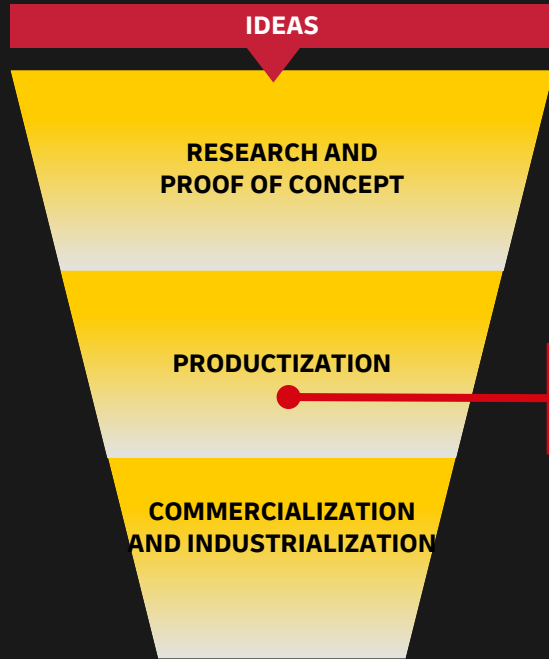 IDEAS
RESEARCH AND
PROOF OF CONCEPT
PRODUCTIZATION
COMMERCIALIZATION
AND INDUSTRIALIZATION